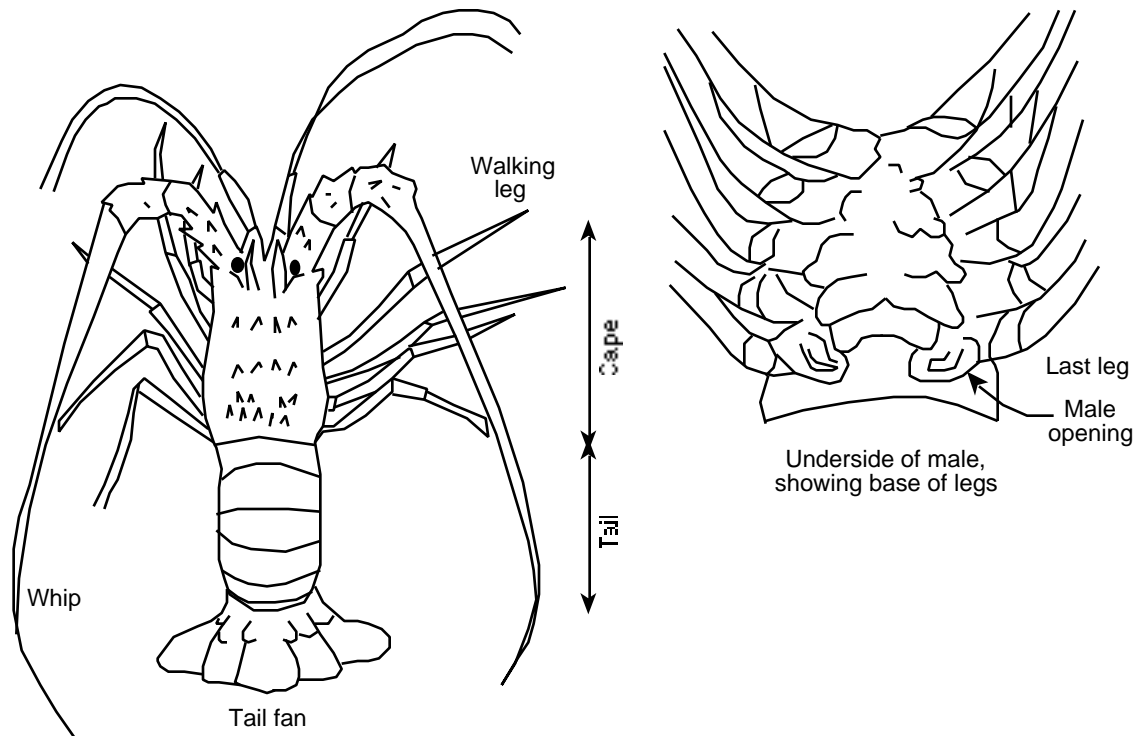 Walking
leg
Cape
Tail
Whip
Tail fan
Last leg
Male
opening
Underside of male,
showing base of legs